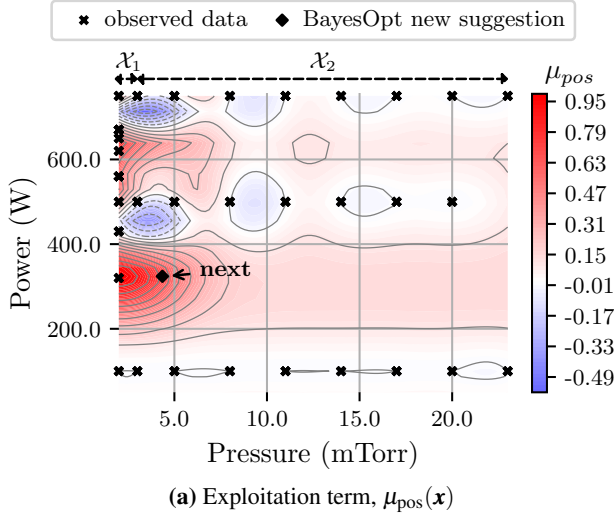 observed data BayesOpt new suggestion
𝒳₁ 𝒳₂
μ_pos
0.95
0.79
0.63
0.47
0.31
0.15
-0.01
-0.17
-0.33
-0.49
Power (W)
600.0
400.0
200.0
next
5.0 10.0 15.0 20.0
Pressure (mTorr)
(a) Exploitation term, μ_pos(x)